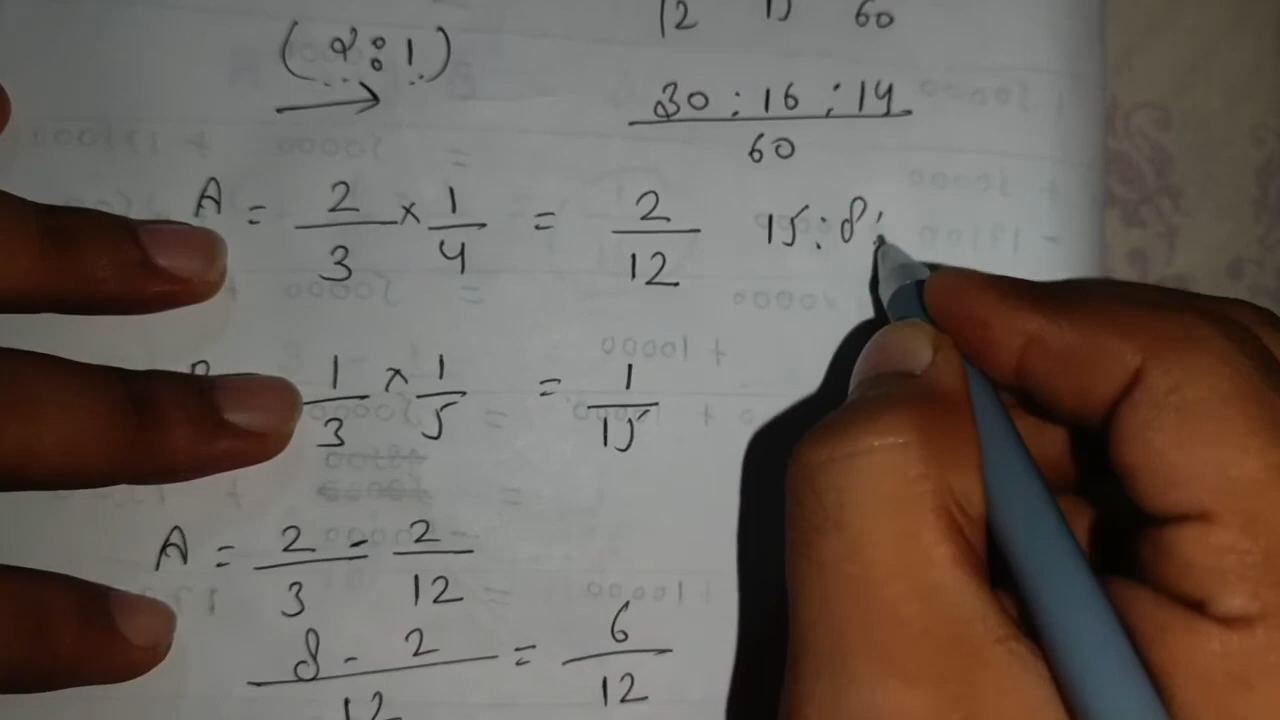 (2:1)
12 15 60
30 : 16 : 14
60
A = 2/3 × 1/4 = 2/12
15 : 8 :
1/3 × 1/5 = 1/15
A = 2/3 - 2/12
8 - 2 / 12 = 6/12